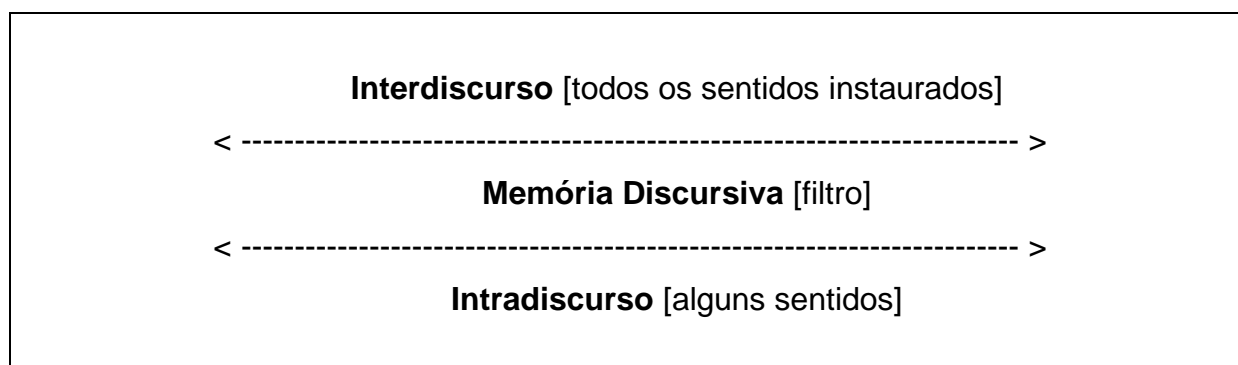 Interdiscurso [todos os sentidos instaurados]
< ------------------------------------------------------------------------- >
Memória Discursiva [filtro]
< ------------------------------------------------------------------------- >
Intradiscurso [alguns sentidos]